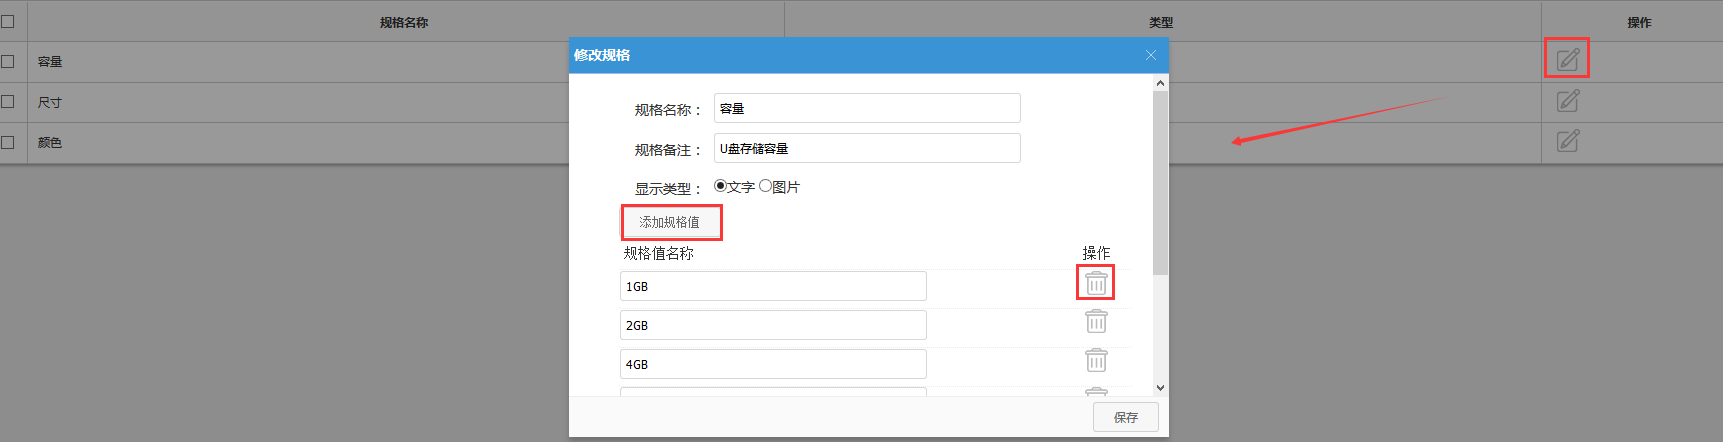 规格名称 类型 操作
容量
尺寸
颜色
修改规格
规格名称： 容量
规格备注： U盘存储容量
显示类型： 文字 图片
添加规格值
规格值名称 操作
1GB
2GB
4GB
保存